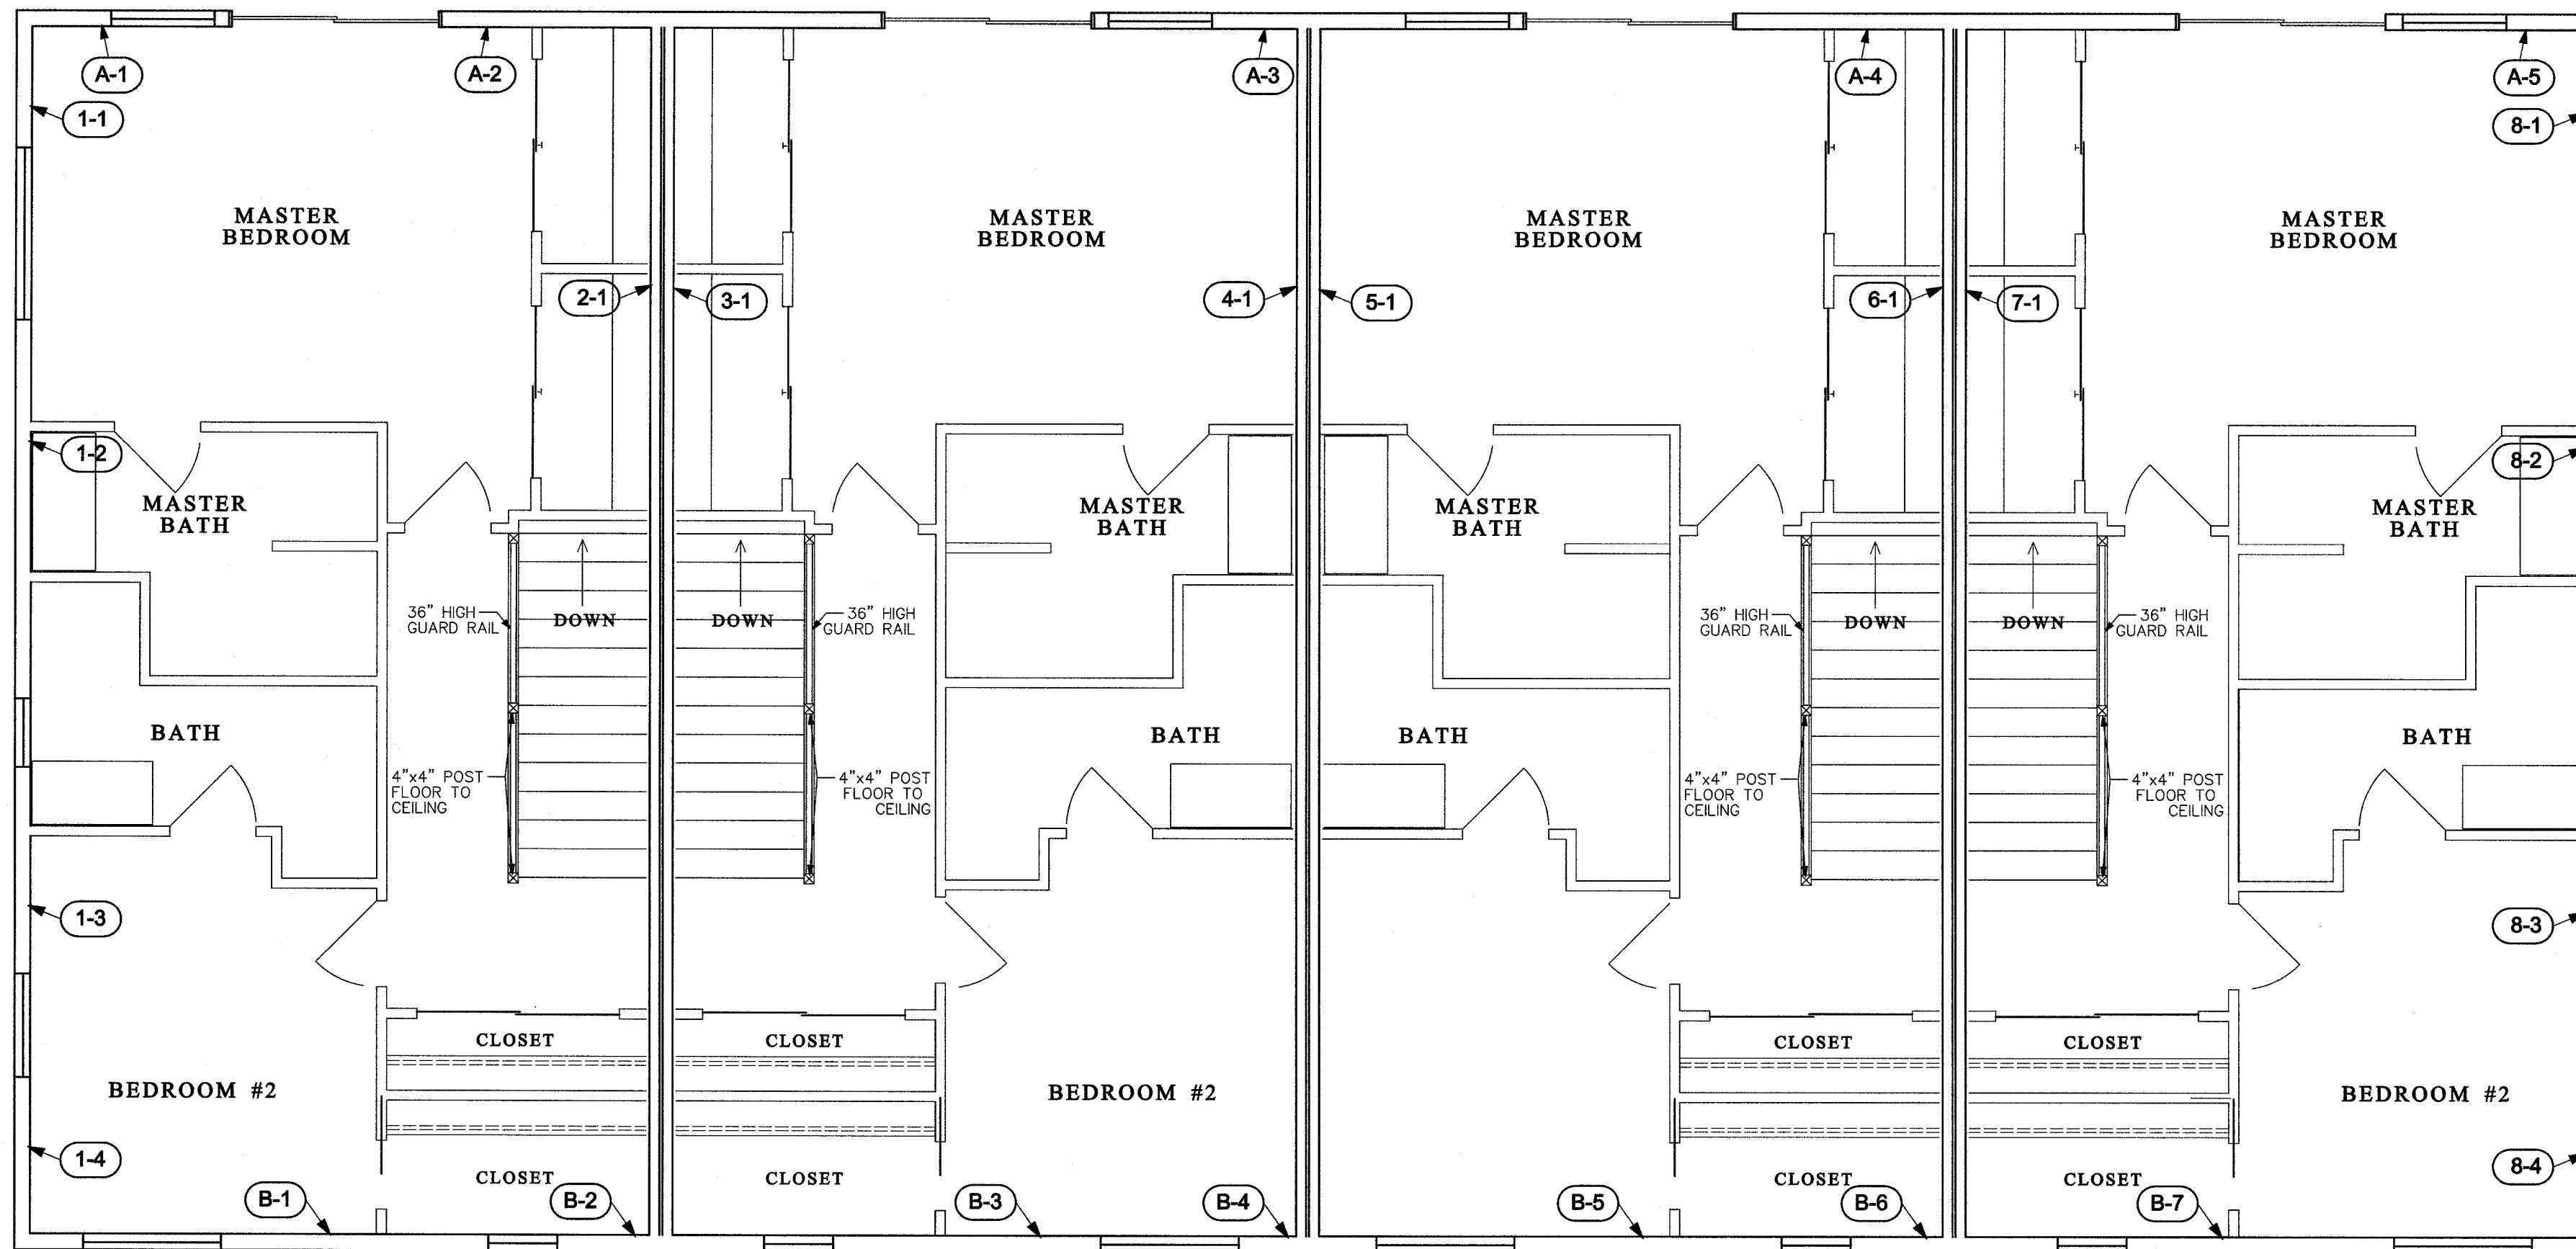 A-1
A-2
A-3
A-4
A-5
1-1
8-1
MASTER
BEDROOM
MASTER
BEDROOM
MASTER
BEDROOM
MASTER
BEDROOM
2-1
3-1
4-1
5-1
6-1
7-1
1-2
8-2
MASTER
BATH
MASTER
BATH
MASTER
BATH
MASTER
BATH
36" HIGH
GUARD RAIL
DOWN
DOWN
36" HIGH
GUARD RAIL
36" HIGH
GUARD RAIL
DOWN
DOWN
36" HIGH
GUARD RAIL
BATH
BATH
BATH
BATH
4"x4" POST
FLOOR TO
CEILING
4"x4" POST
FLOOR TO
CEILING
4"x4" POST
FLOOR TO
CEILING
4"x4" POST
FLOOR TO
CEILING
1-3
8-3
CLOSET
CLOSET
CLOSET
CLOSET
BEDROOM #2
BEDROOM #2
BEDROOM #2
1-4
8-4
CLOSET
CLOSET
CLOSET
CLOSET
B-1
B-2
B-3
B-4
B-5
B-6
B-7